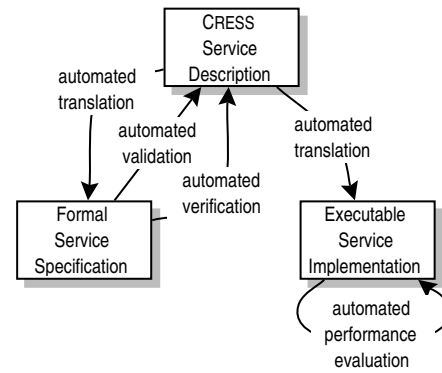 CRESS
Service
Description
automated
translation
automated
validation
automated
verification
automated
translation
Formal
Service
Specification
Executable
Service
Implementation
automated
performance
evaluation